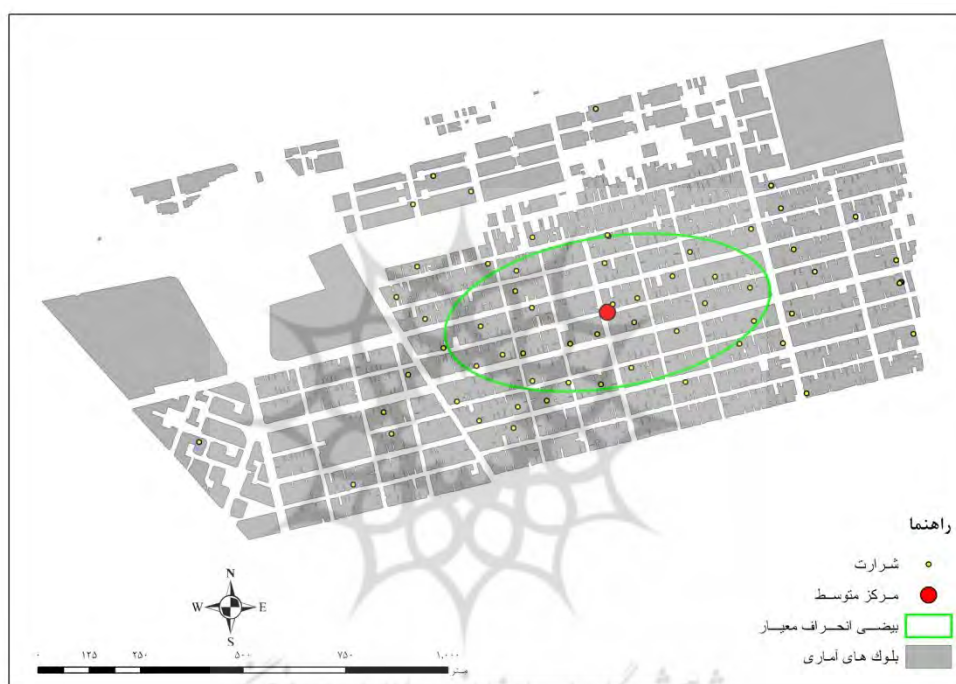 راهنما
شرارت
مرکز متوسط
بیضی انحراف معیار
بلوک های آماری
N
W E
S
۰ ۱۲۵ ۲۵۰ ۵۰۰ ۷۵۰ ۱,۰۰۰
متر